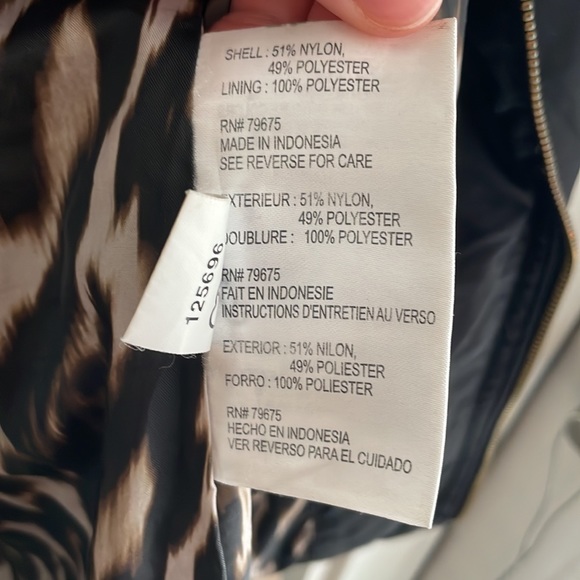 SHELL : 51% NYLON,
49% POLYESTER
LINING : 100% POLYESTER
RN# 79675
MADE IN INDONESIA
SEE REVERSE FOR CARE
XTERIEUR : 51% NYLON,
49% POLYESTER
DOUBLURE : 100% POLYESTER
RN# 79675
FAIT EN INDONESIE
INSTRUCTIONS D'ENTRETIEN AU VERSO
EXTERIOR : 51% NILON,
49% POLIESTER
FORRO : 100% POLIESTER
RN# 79675
HECHO EN INDONESIA
VER REVERSO PARA EL CUIDADO
125696